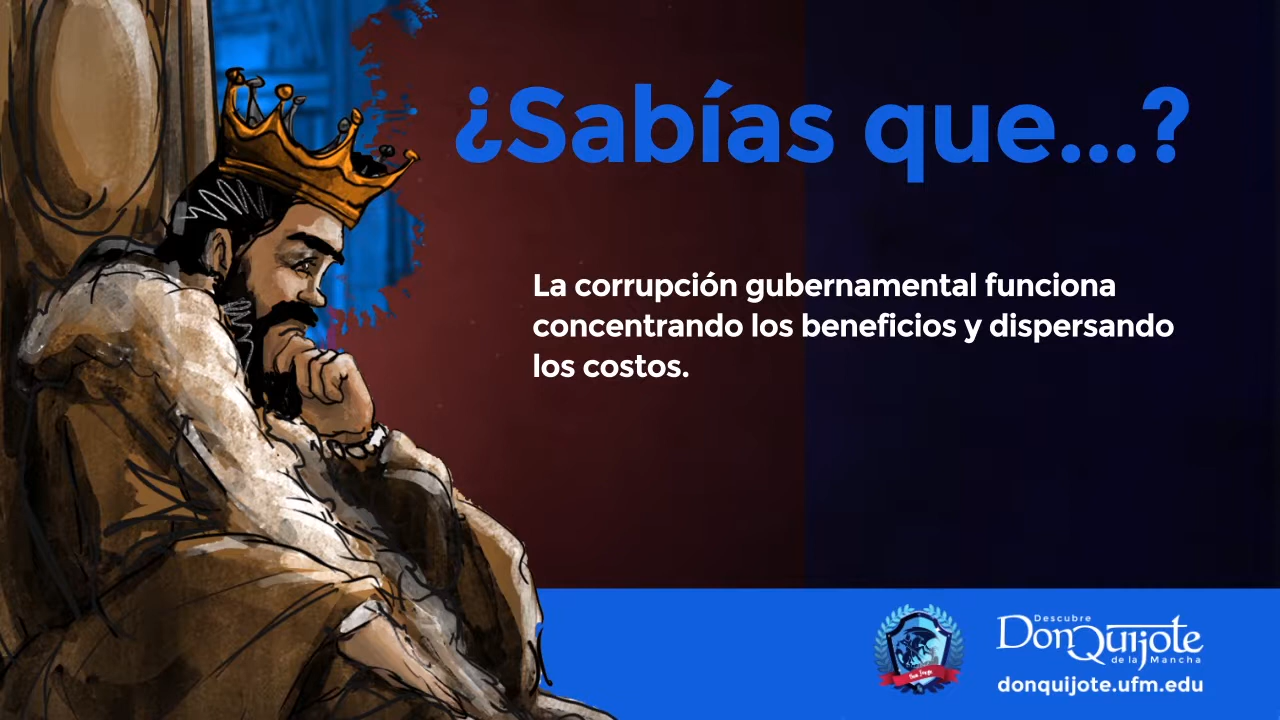 ¿Sabías que...?
La corrupción gubernamental funciona
concentrando los beneficios y dispersando
los costos.
Descubre
DonQuijote
de la Mancha
donquijote.ufm.edu